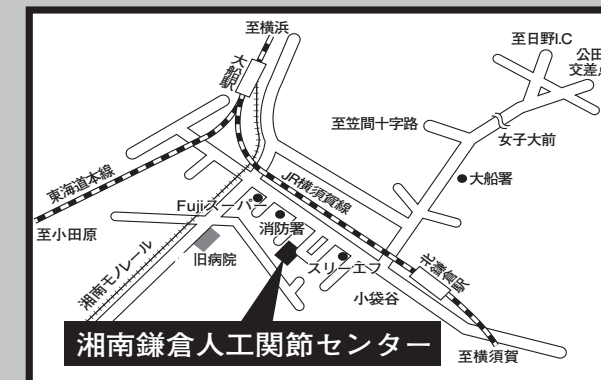 至横浜
大船駅
至日野I.C
公田
交差点
至笠間十字路
女子大前
東海道本線
JR横須賀線
大船署
Fujiスーパー
消防署
至小田原
旧病院
スリーエフ
北鎌倉駅
湘南モノレール
小袋谷
湘南鎌倉人工関節センター
至横須賀